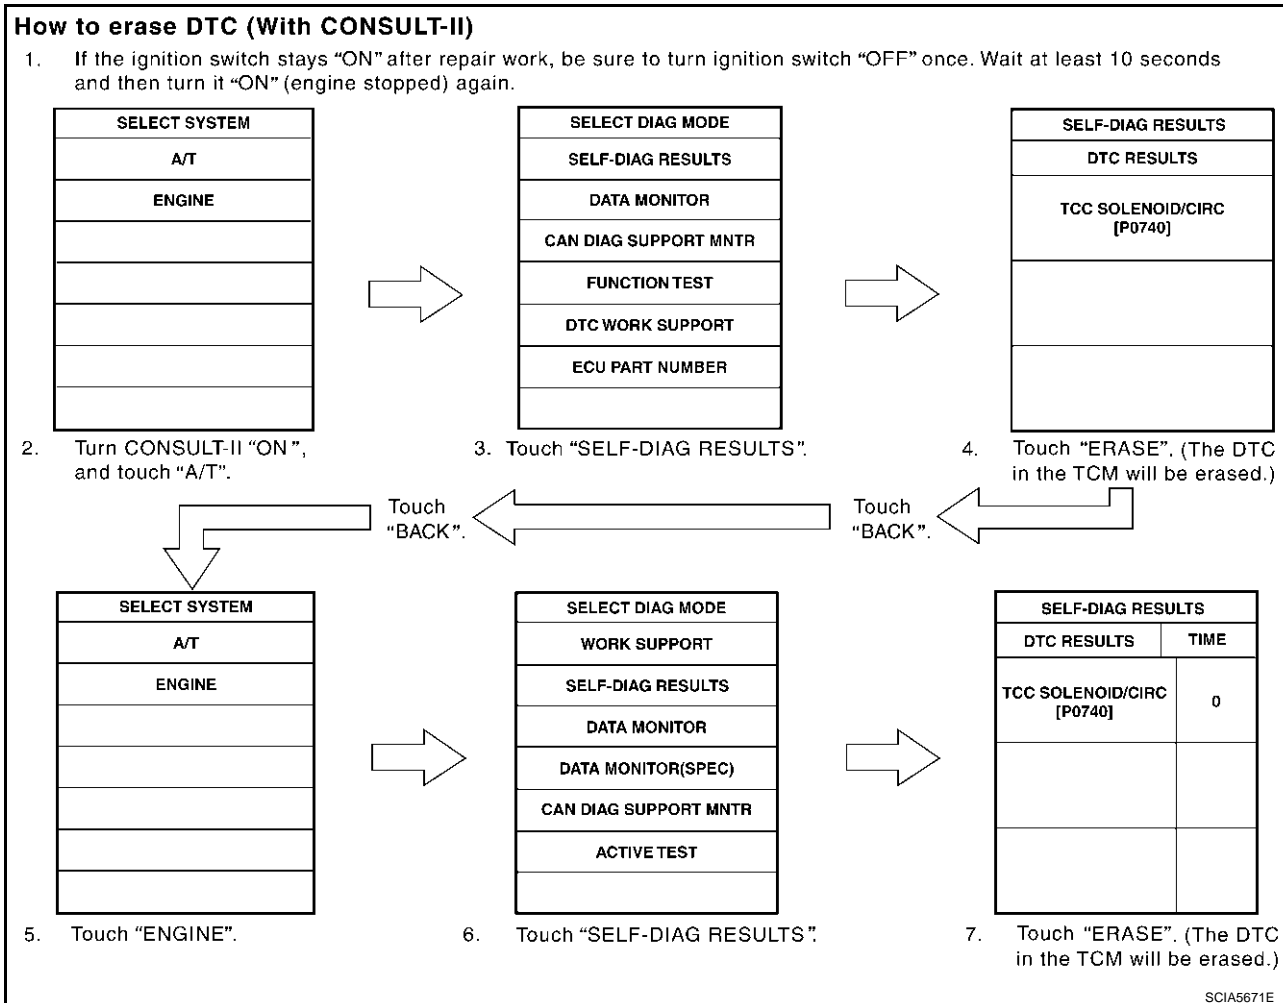 How to erase DTC (With CONSULT-II)
1. If the ignition switch stays “ON” after repair work, be sure to turn ignition switch “OFF” once. Wait at least 10 seconds
and then turn it “ON” (engine stopped) again.
SELECT SYSTEM
A/T
ENGINE
SELECT DIAG MODE
SELF-DIAG RESULTS
DATA MONITOR
CAN DIAG SUPPORT MNTR
FUNCTION TEST
DTC WORK SUPPORT
ECU PART NUMBER
SELF-DIAG RESULTS
DTC RESULTS
TCC SOLENOID/CIRC
[P0740]
2. Turn CONSULT-II “ON”,
and touch “A/T”.
3. Touch “SELF-DIAG RESULTS”.
4. Touch “ERASE”. (The DTC
in the TCM will be erased.)
Touch
“BACK”.
Touch
“BACK”.
SELECT SYSTEM
A/T
ENGINE
SELECT DIAG MODE
WORK SUPPORT
SELF-DIAG RESULTS
DATA MONITOR
DATA MONITOR(SPEC)
CAN DIAG SUPPORT MNTR
ACTIVE TEST
SELF-DIAG RESULTS
DTC RESULTS TIME
TCC SOLENOID/CIRC
[P0740] 0
5. Touch “ENGINE”.
6. Touch “SELF-DIAG RESULTS”.
7. Touch “ERASE”. (The DTC
in the TCM will be erased.)
SCIA5671E